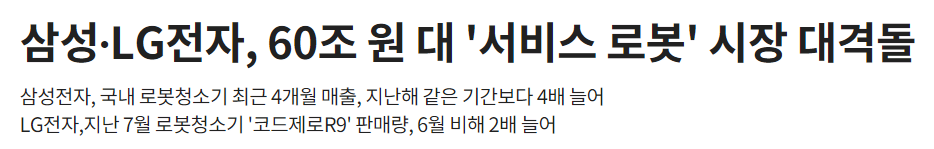 삼성·LG전자, 60조 원 대 '서비스 로봇' 시장 대격돌
삼성전자, 국내 로봇청소기 최근 4개월 매출, 지난해 같은 기간보다 4배 늘어
LG전자,지난 7월 로봇청소기 '코드제로R9' 판매량, 6월 비해 2배 늘어